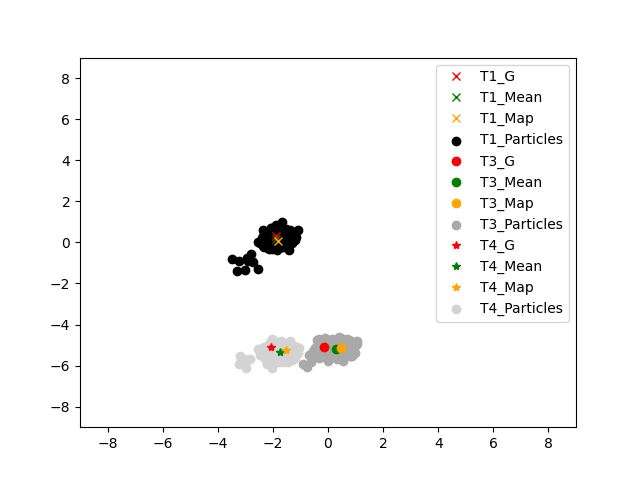 8
6
4
2
0
−2
−4
−6
−8
−8 −6 −4 −2 0 2 4 6 8
T1_G
T1_Mean
T1_Map
T1_Particles
T3_G
T3_Mean
T3_Map
T3_Particles
T4_G
T4_Mean
T4_Map
T4_Particles